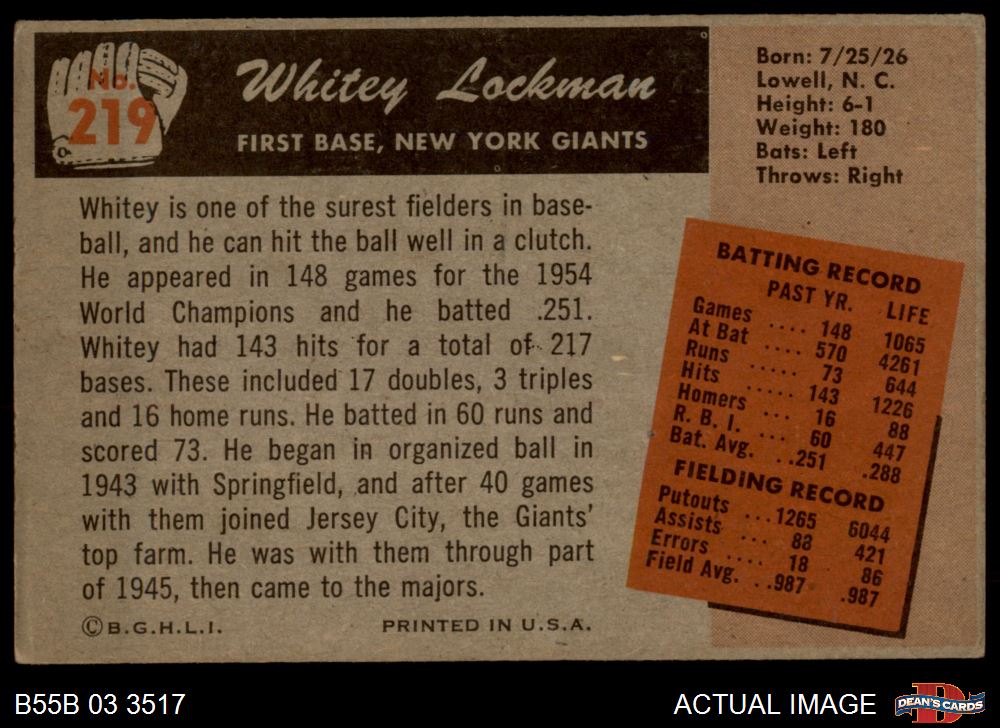 No.
219
Whitey Lockman
FIRST BASE, NEW YORK GIANTS
Born: 7/25/26
Lowell, N. C.
Height: 6-1
Weight: 180
Bats: Left
Throws: Right
Whitey is one of the surest fielders in base-
ball, and he can hit the ball well in a clutch.
He appeared in 148 games for the 1954
World Champions and he batted .251.
Whitey had 143 hits for a total of 217
bases. These included 17 doubles, 3 triples
and 16 home runs. He batted in 60 runs and
scored 73. He began in organized ball in
1943 with Springfield, and after 40 games
with them joined Jersey City, the Giants'
top farm. He was with them through part
of 1945, then came to the majors.
©B.G.H.L.I. PRINTED IN U.S.A.
BATTING RECORD
PAST YR. LIFE
Games .... 148 1065
At Bat .... 570 4261
Runs ..... 73 644
Hits ..... 143 1226
Homers ... 16 88
R. B. I. ... 60 447
Bat. Avg. ..251 .288
FIELDING RECORD
Putouts ...1265 6044
Assists ... 88 421
Errors .... 18 86
Field Avg. ..987 .987
B55B 03 3517 ACTUAL IMAGE
D
DEAN'S CARDS